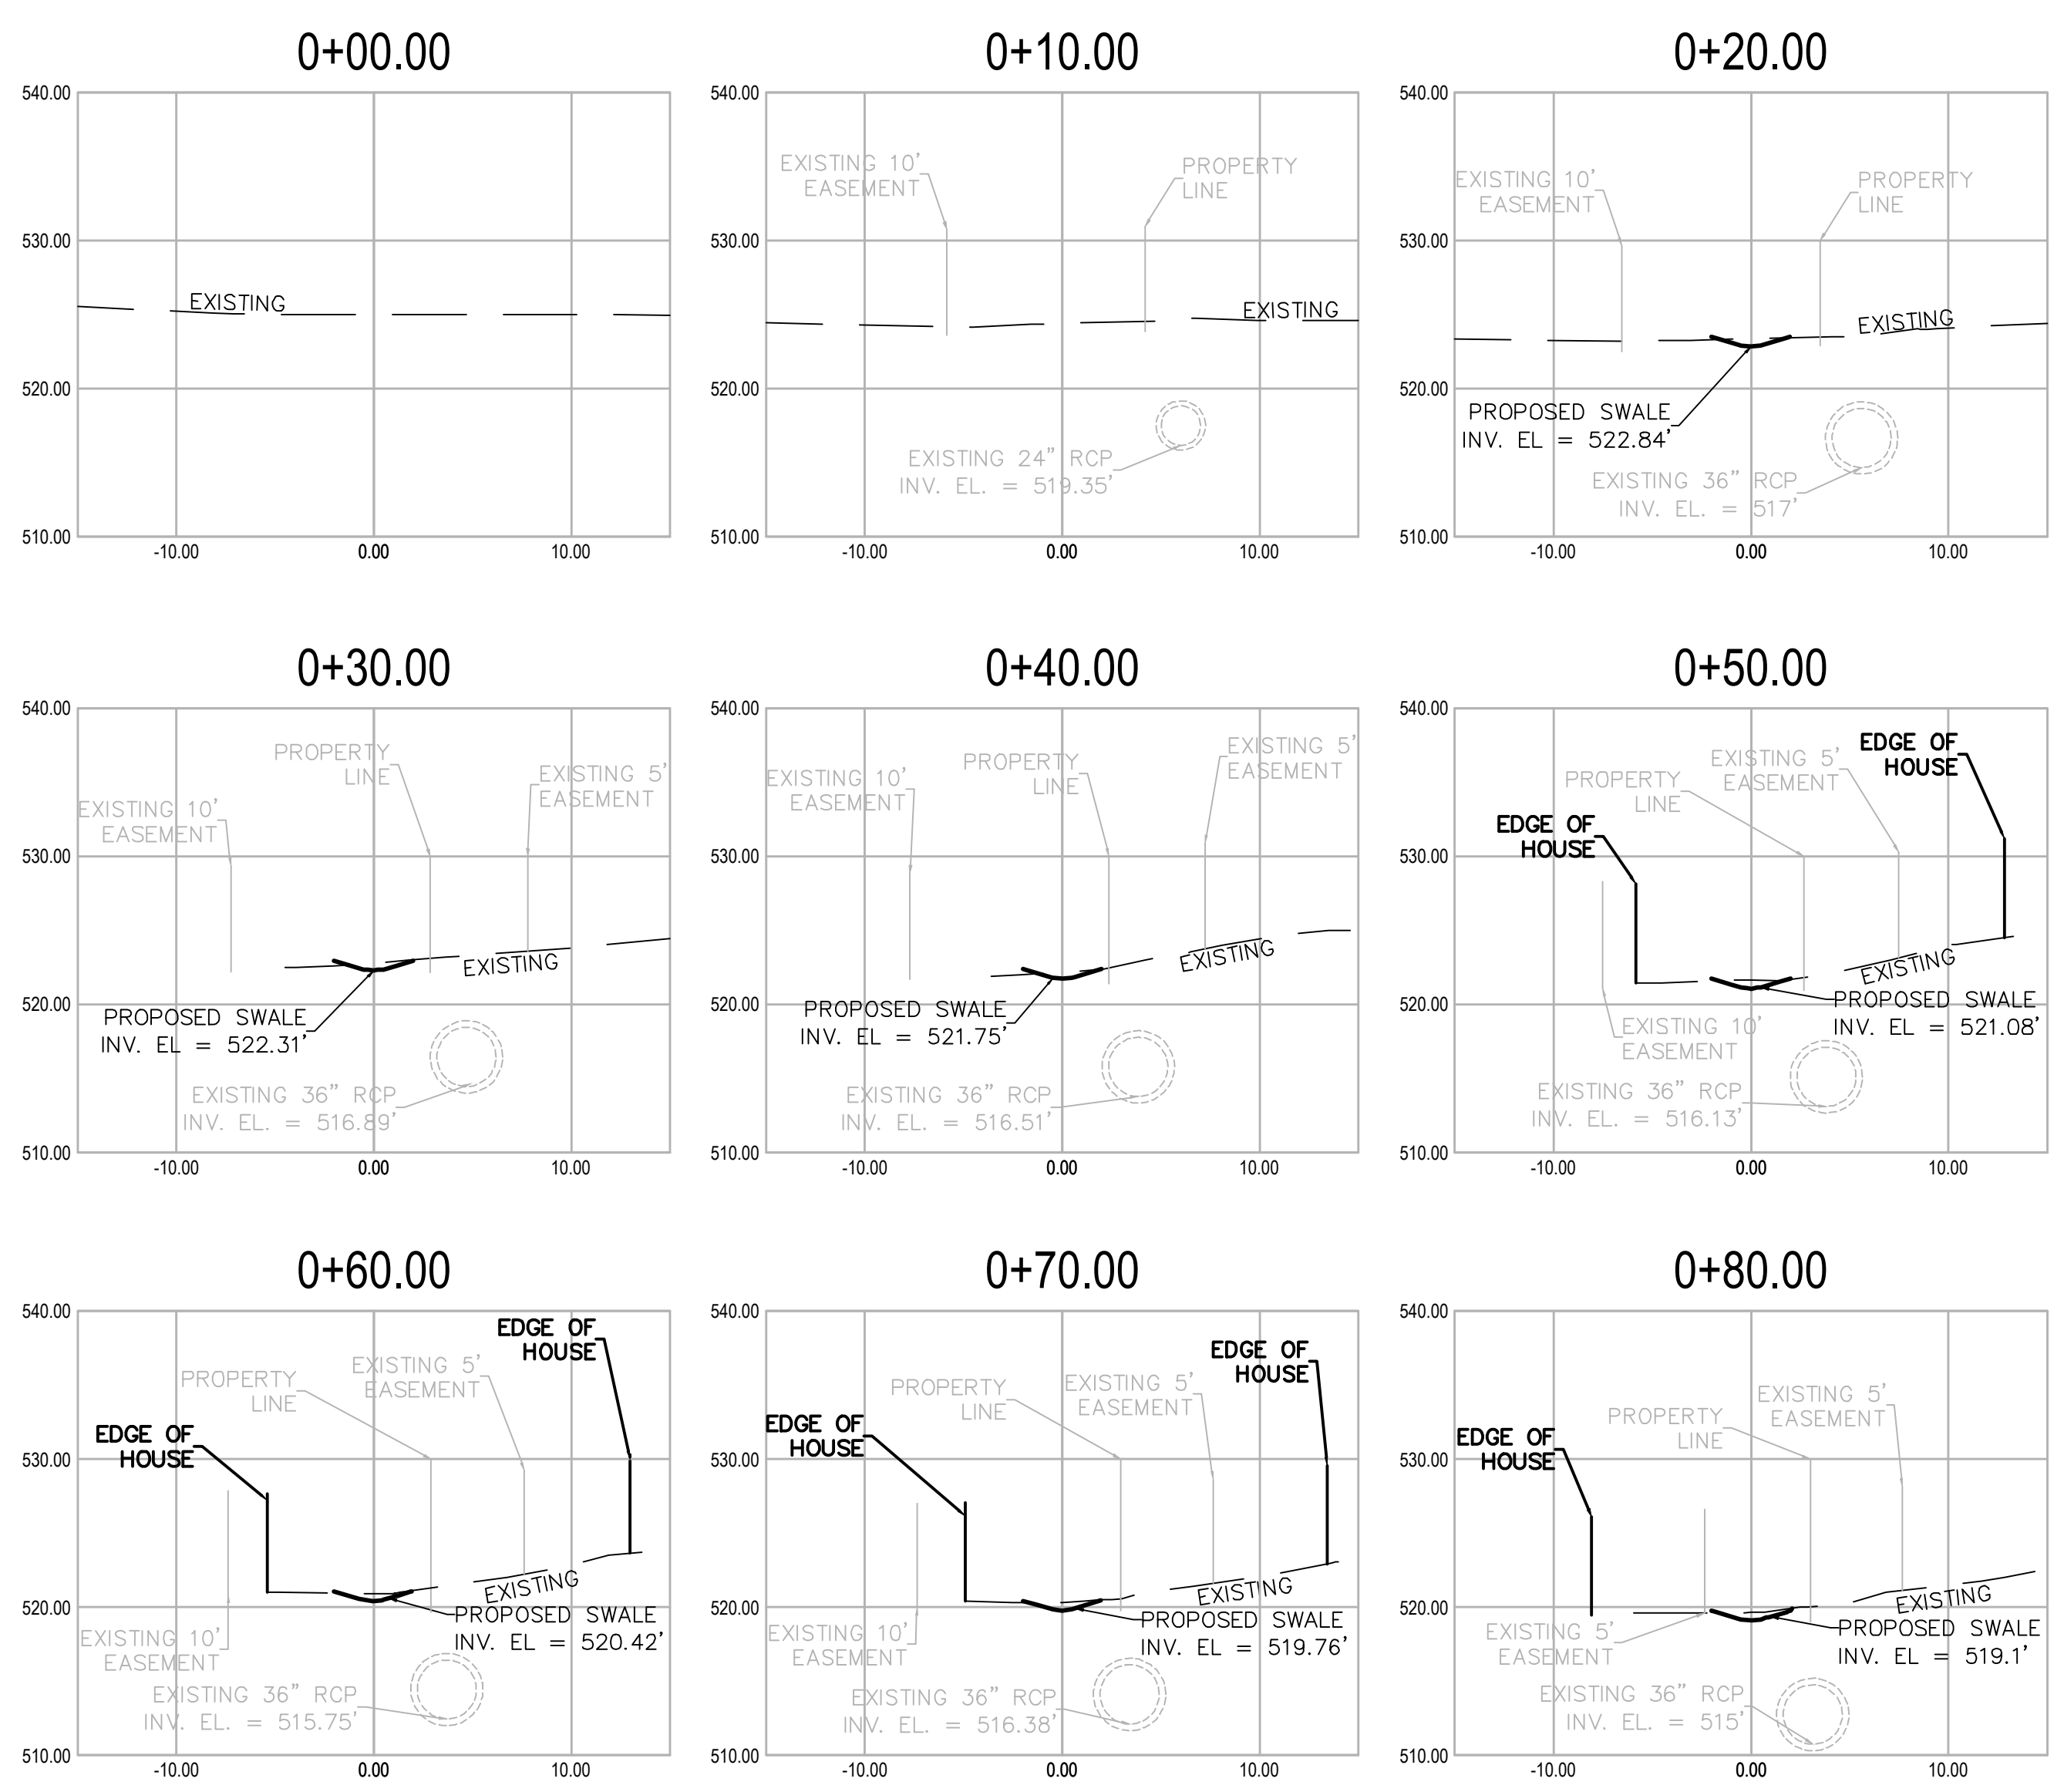 0+00.00
540.00
530.00
EXISTING
520.00
510.00
-10.00
0.00
10.00
0+10.00
540.00
EXISTING 10'
EASEMENT
PROPERTY
LINE
530.00
EXISTING
520.00
EXISTING 24" RCP
INV. EL. = 519.35'
510.00
-10.00
0.00
10.00
0+20.00
540.00
EXISTING 10'
EASEMENT
PROPERTY
LINE
530.00
EXISTING
520.00
PROPOSED SWALE
INV. EL = 522.84'
EXISTING 36" RCP
INV. EL. = 517'
510.00
-10.00
0.00
10.00
0+30.00
540.00
PROPERTY
LINE
EXISTING 5'
EASEMENT
EXISTING 10'
EASEMENT
530.00
EXISTING
520.00
PROPOSED SWALE
INV. EL = 522.31'
EXISTING 36" RCP
INV. EL. = 516.89'
510.00
-10.00
0.00
10.00
0+40.00
540.00
EXISTING 5'
EASEMENT
PROPERTY
LINE
EXISTING 10'
EASEMENT
530.00
EXISTING
520.00
PROPOSED SWALE
INV. EL = 521.75'
EXISTING 36" RCP
INV. EL. = 516.51'
510.00
-10.00
0.00
10.00
0+50.00
540.00
EDGE OF
HOUSE
EXISTING 5'
EASEMENT
PROPERTY
LINE
EDGE OF
HOUSE
530.00
EXISTING
520.00
PROPOSED SWALE
INV. EL = 521.08'
EXISTING 10'
EASEMENT
EXISTING 36" RCP
INV. EL. = 516.13'
510.00
-10.00
0.00
10.00
0+60.00
540.00
EDGE OF
HOUSE
EXISTING 5'
EASEMENT
PROPERTY
LINE
EDGE OF
HOUSE
530.00
EXISTING
520.00
PROPOSED SWALE
INV. EL = 520.42'
EXISTING 10'
EASEMENT
EXISTING 36" RCP
INV. EL. = 515.75'
510.00
-10.00
0.00
10.00
0+70.00
540.00
EDGE OF
HOUSE
EXISTING 5'
EASEMENT
PROPERTY
LINE
EDGE OF
HOUSE
530.00
EXISTING
520.00
PROPOSED SWALE
INV. EL = 519.76'
EXISTING 10'
EASEMENT
EXISTING 36" RCP
INV. EL. = 516.38'
510.00
-10.00
0.00
10.00
0+80.00
540.00
EXISTING 5'
EASEMENT
PROPERTY
LINE
EDGE OF
HOUSE
530.00
EXISTING
520.00
PROPOSED SWALE
INV. EL = 519.1'
EXISTING 5'
EASEMENT
EXISTING 36" RCP
INV. EL. = 515'
510.00
-10.00
0.00
10.00